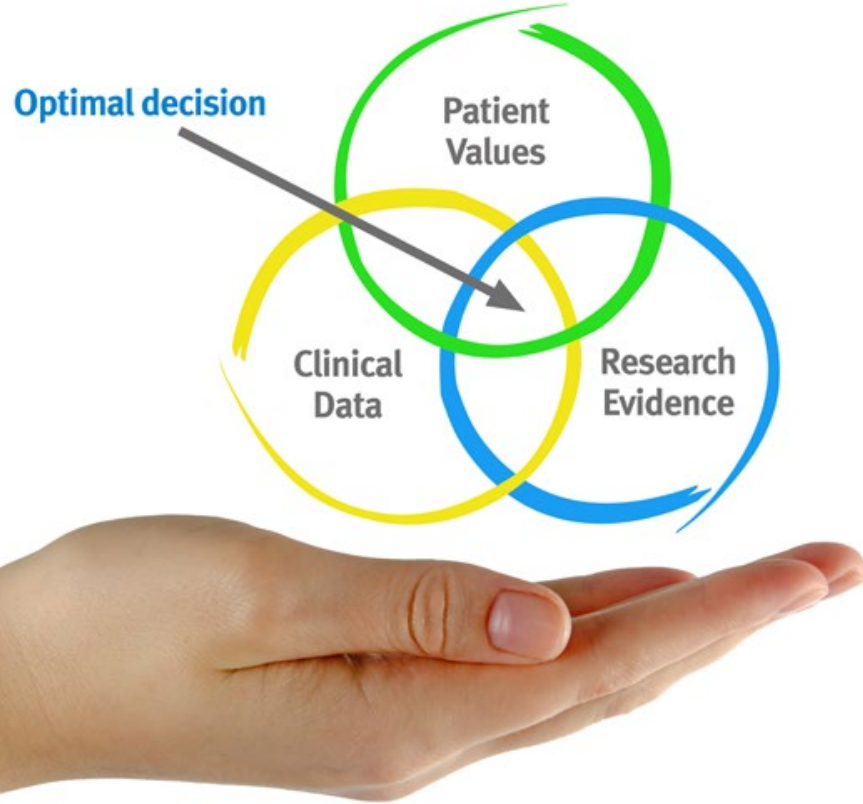 Optimal decision
Patient
Values
Clinical
Data
Research
Evidence